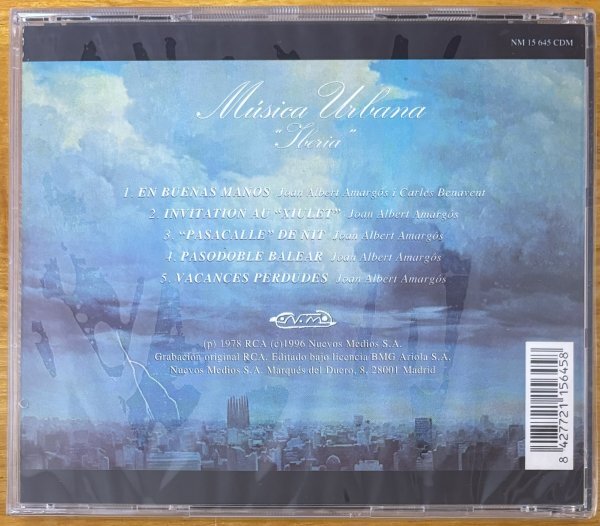 NM 15 645 CDM
Música Urbana
"Iberia"
1. EN BUENAS MANOS Joan Albert Amargós i Carles Benavent
2. INVITATION AU "XIULET" Joan Albert Amargós
3. "PASACALLE" DE NIT Joan Albert Amargós
4. PASODOBLE BALEAR Joan Albert Amargós
5. VACANCES PERDUDES Joan Albert Amargós
N.M
(p) 1978 RCA (c)1996 Nuevos Medios S.A.
Grabación original RCA. Editado bajo licencia BMG Ariola S.A.
Nuevos Medios S.A. Marqués del Duero, 8, 28001 Madrid
8 427721 156458